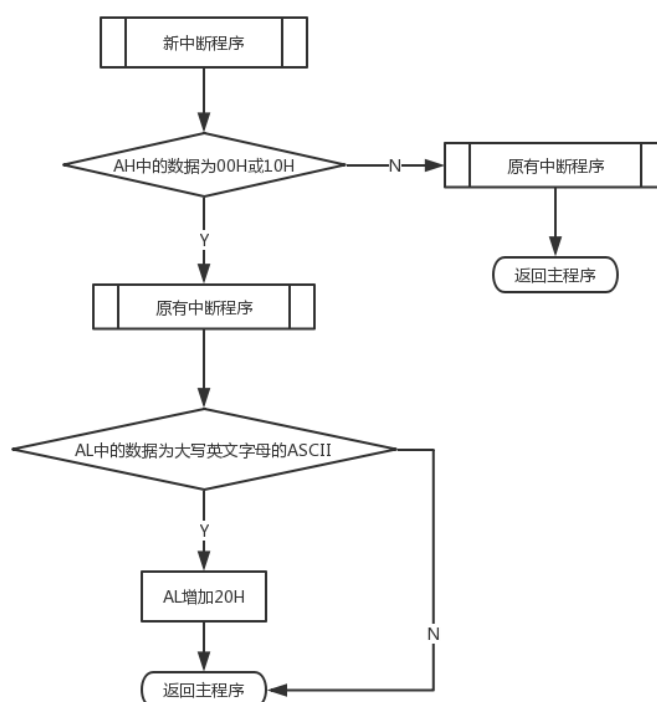 新中断程序
AH中的数据为00H或10H
N
原有中断程序
Y
返回主程序
原有中断程序
AL中的数据为大写英文字母的ASCII
Y
AL增加20H
N
返回主程序